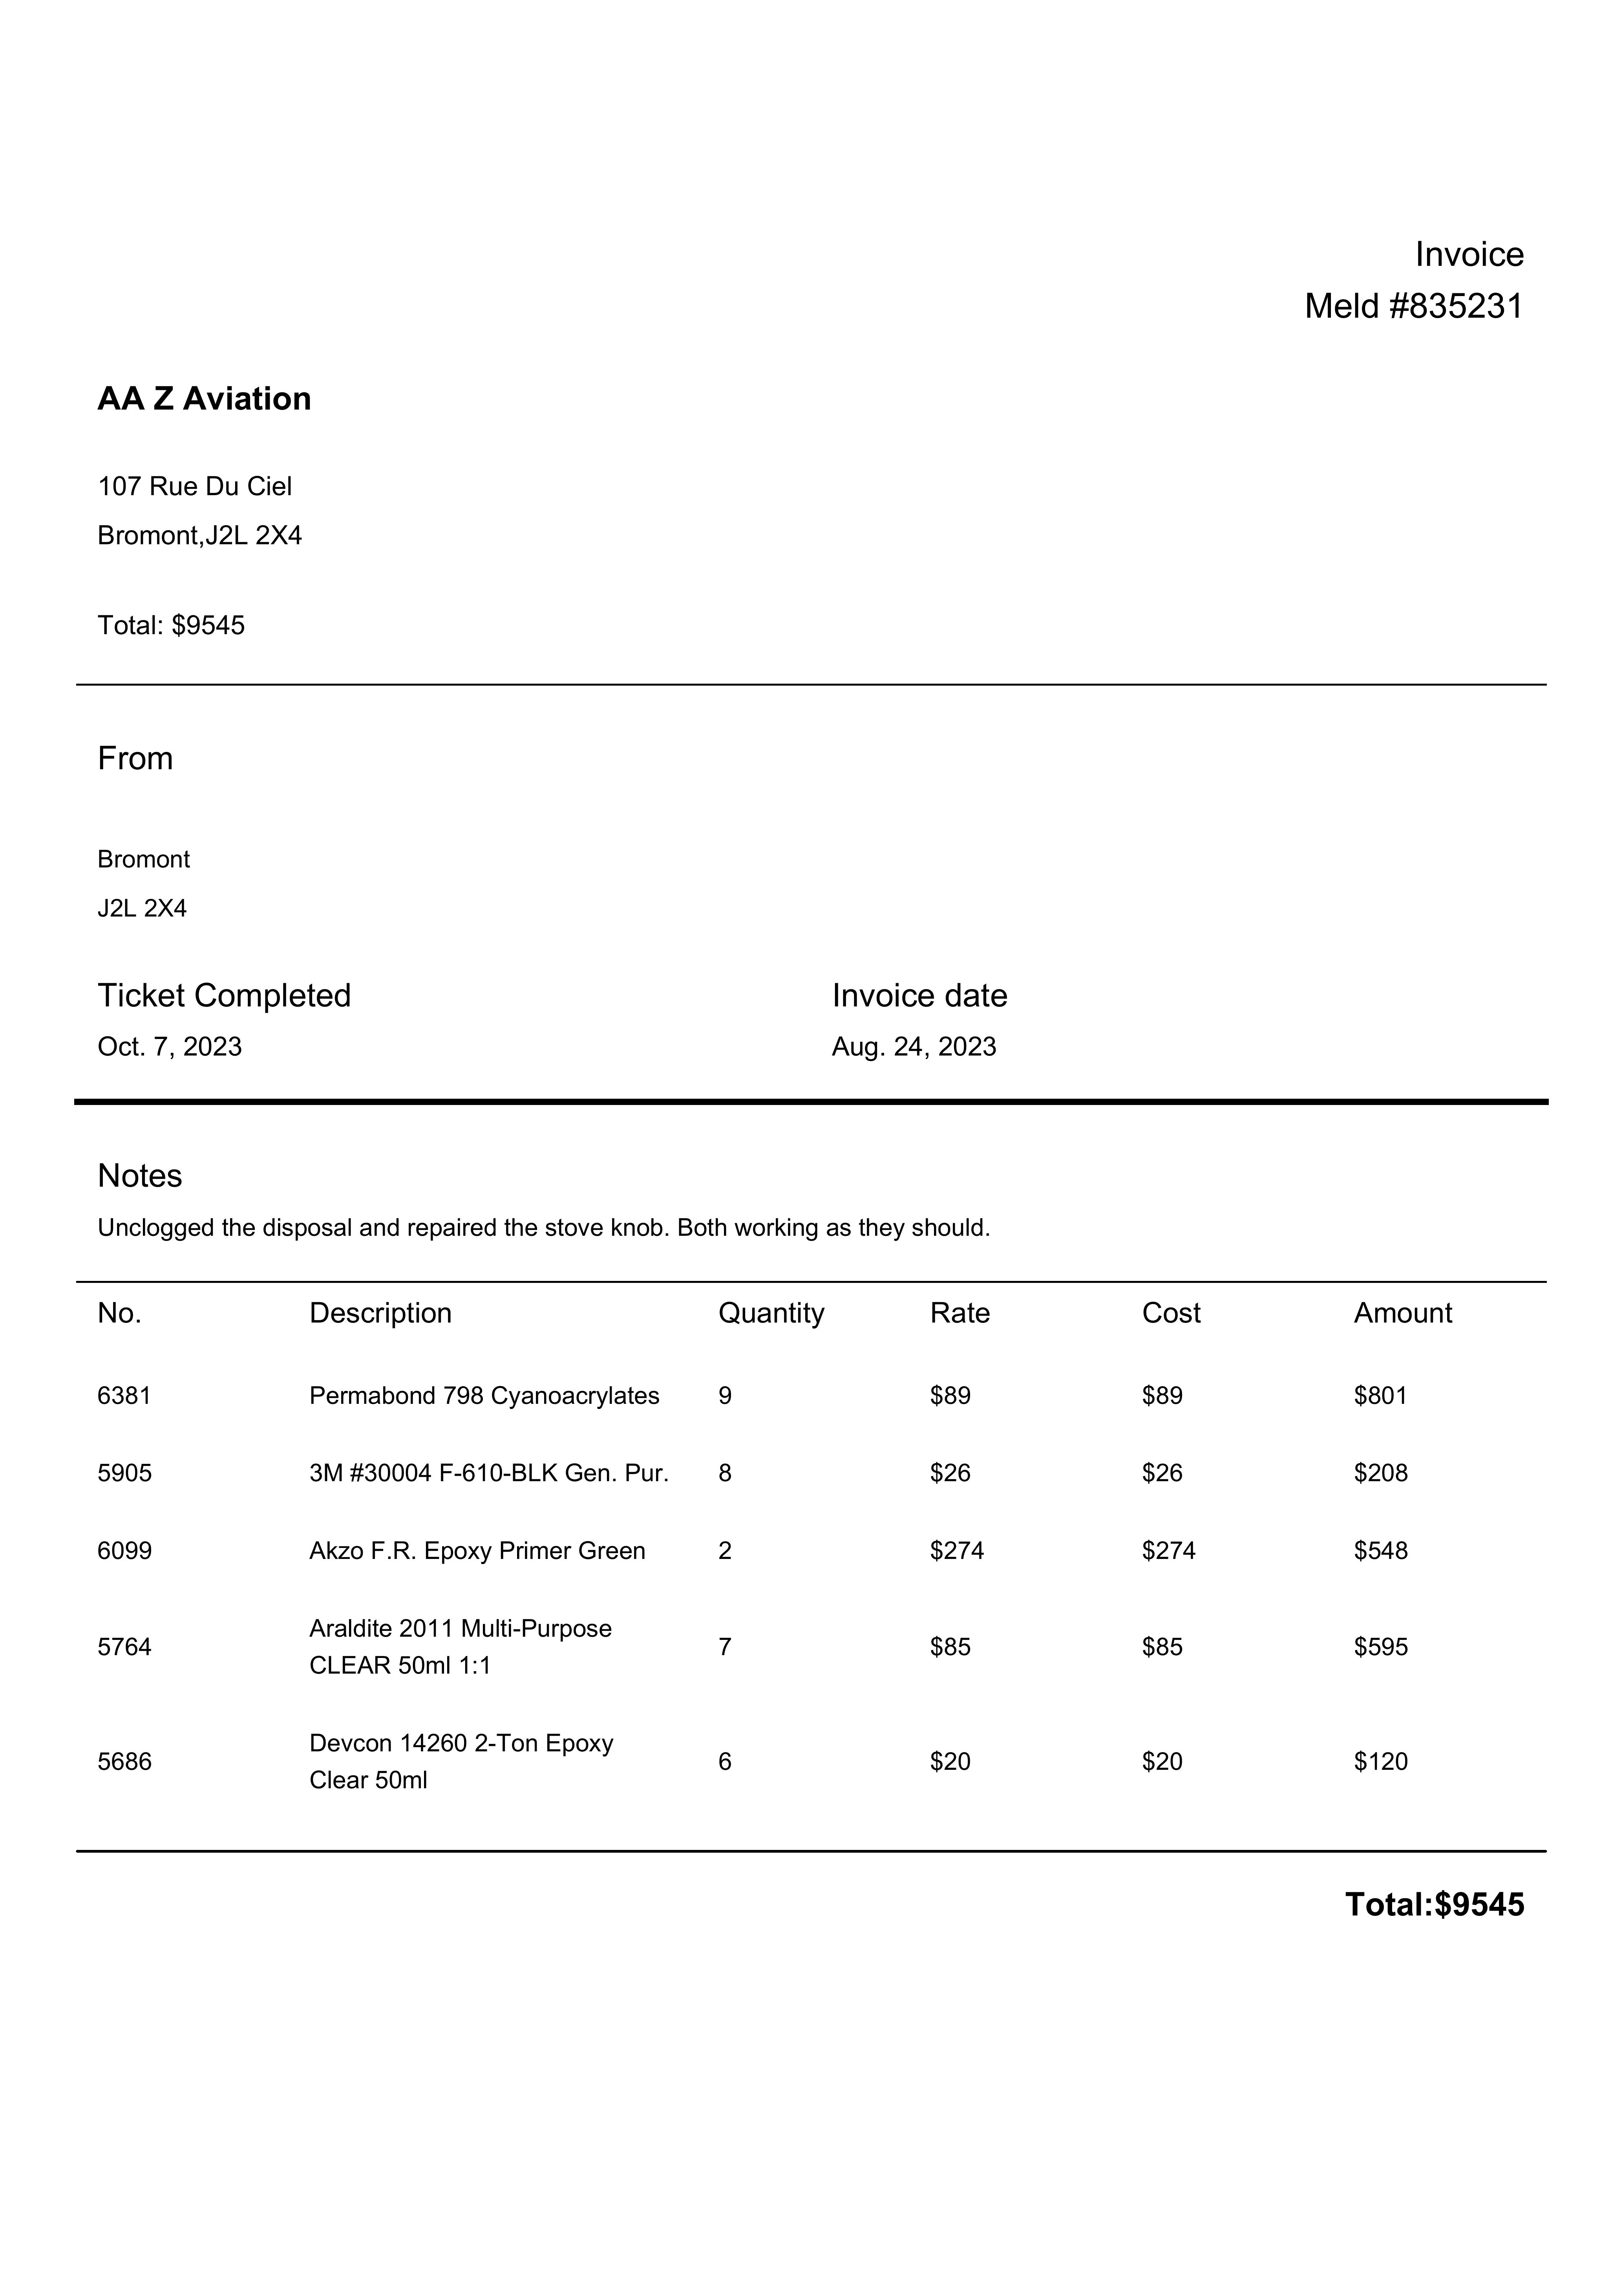 Invoice
Meld #835231
AA Z Aviation
107 Rue Du Ciel
Bromont,J2L 2X4
Total: $9545
From
Bromont
J2L 2X4
Ticket Completed Invoice date
Oct. 7, 2023 Aug. 24, 2023
Notes
Unclogged the disposal and repaired the stove knob. Both working as they should.
No. Description Quantity Rate Cost Amount
6381 Permabond 798 Cyanoacrylates 9 $89 $89 $801
5905 3M #30004 F-610-BLK Gen. Pur. 8 $26 $26 $208
6099 Akzo F.R. Epoxy Primer Green 2 $274 $274 $548
Araldite 2011 Multi-Purpose
5764 7 $85 $85 $595
CLEAR 50ml 1:1
Devcon 14260 2-Ton Epoxy
5686 6 $20 $20 $120
Clear 50ml
Total:$9545